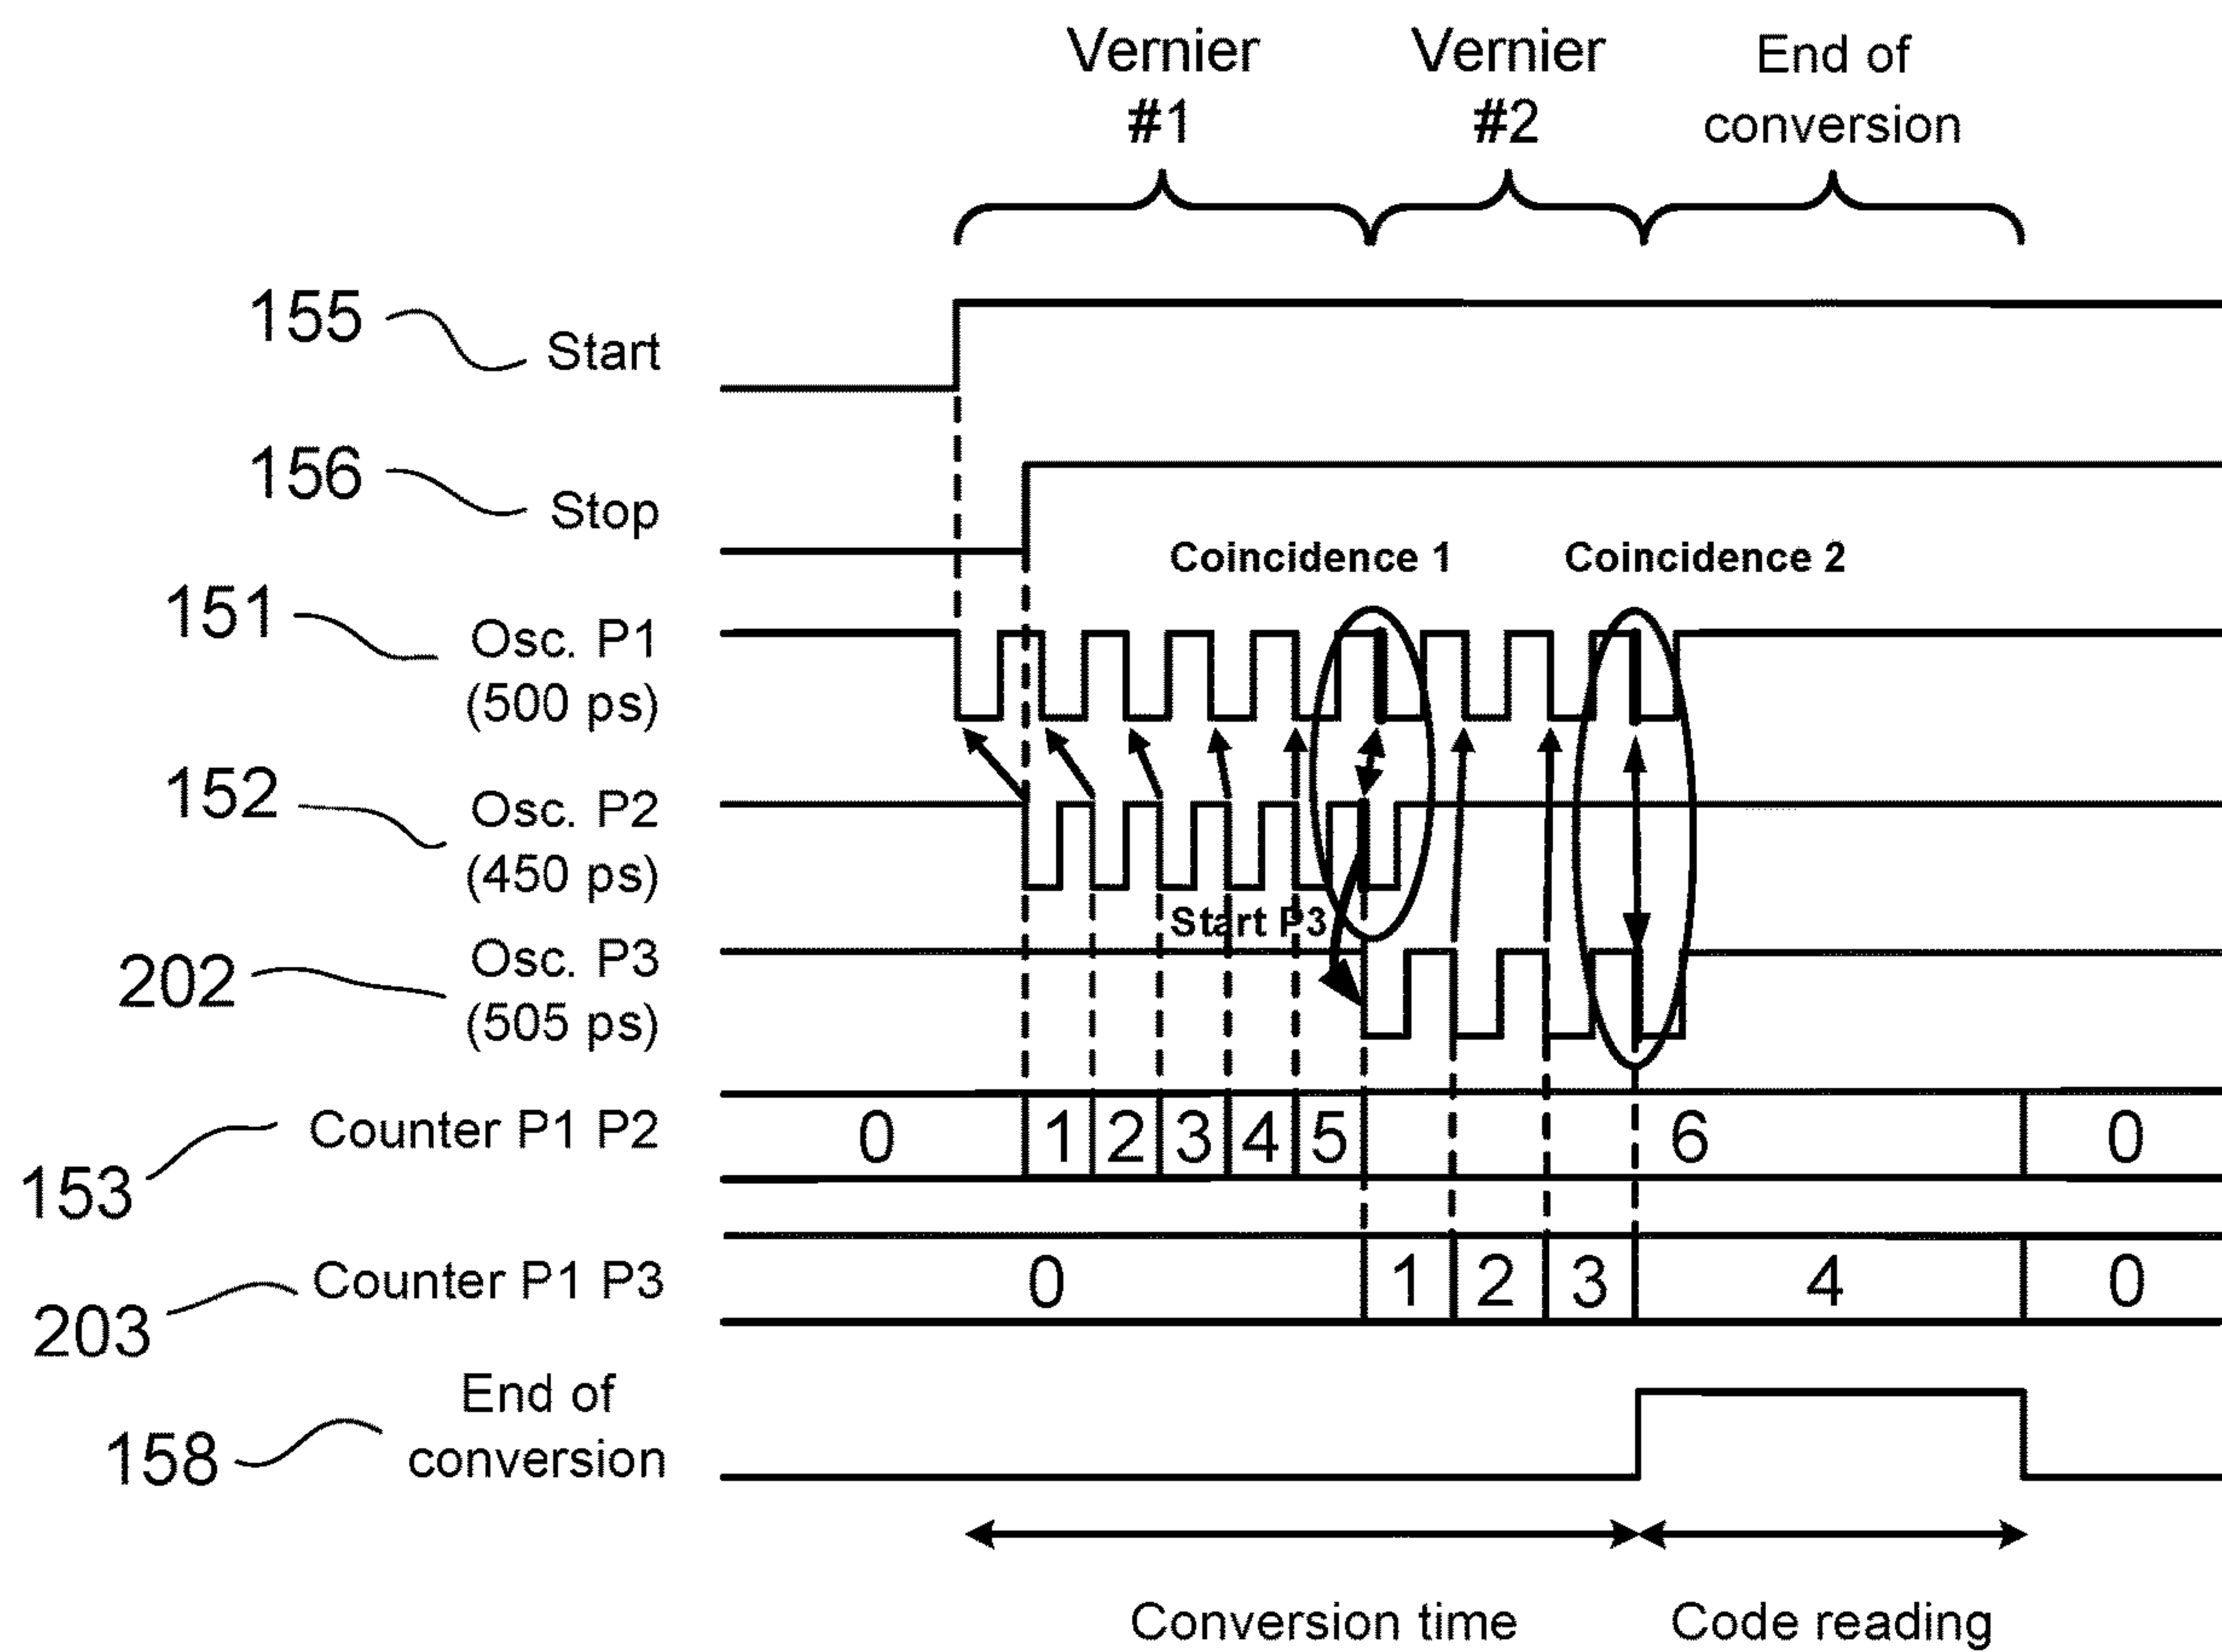 Vernier
#1
Vernier
#2
End of
conversion
155
Start
156
Stop
Coincidence 1
Coincidence 2
151
Osc. P1
(500 ps)
152
Osc. P2
(450 ps)
Start P3
202
Osc. P3
(505 ps)
153
Counter P1 P2
0 1 2 3 4 5 6 0
203
Counter P1 P3
0 1 2 3 4 0
158
End of
conversion
Conversion time
Code reading